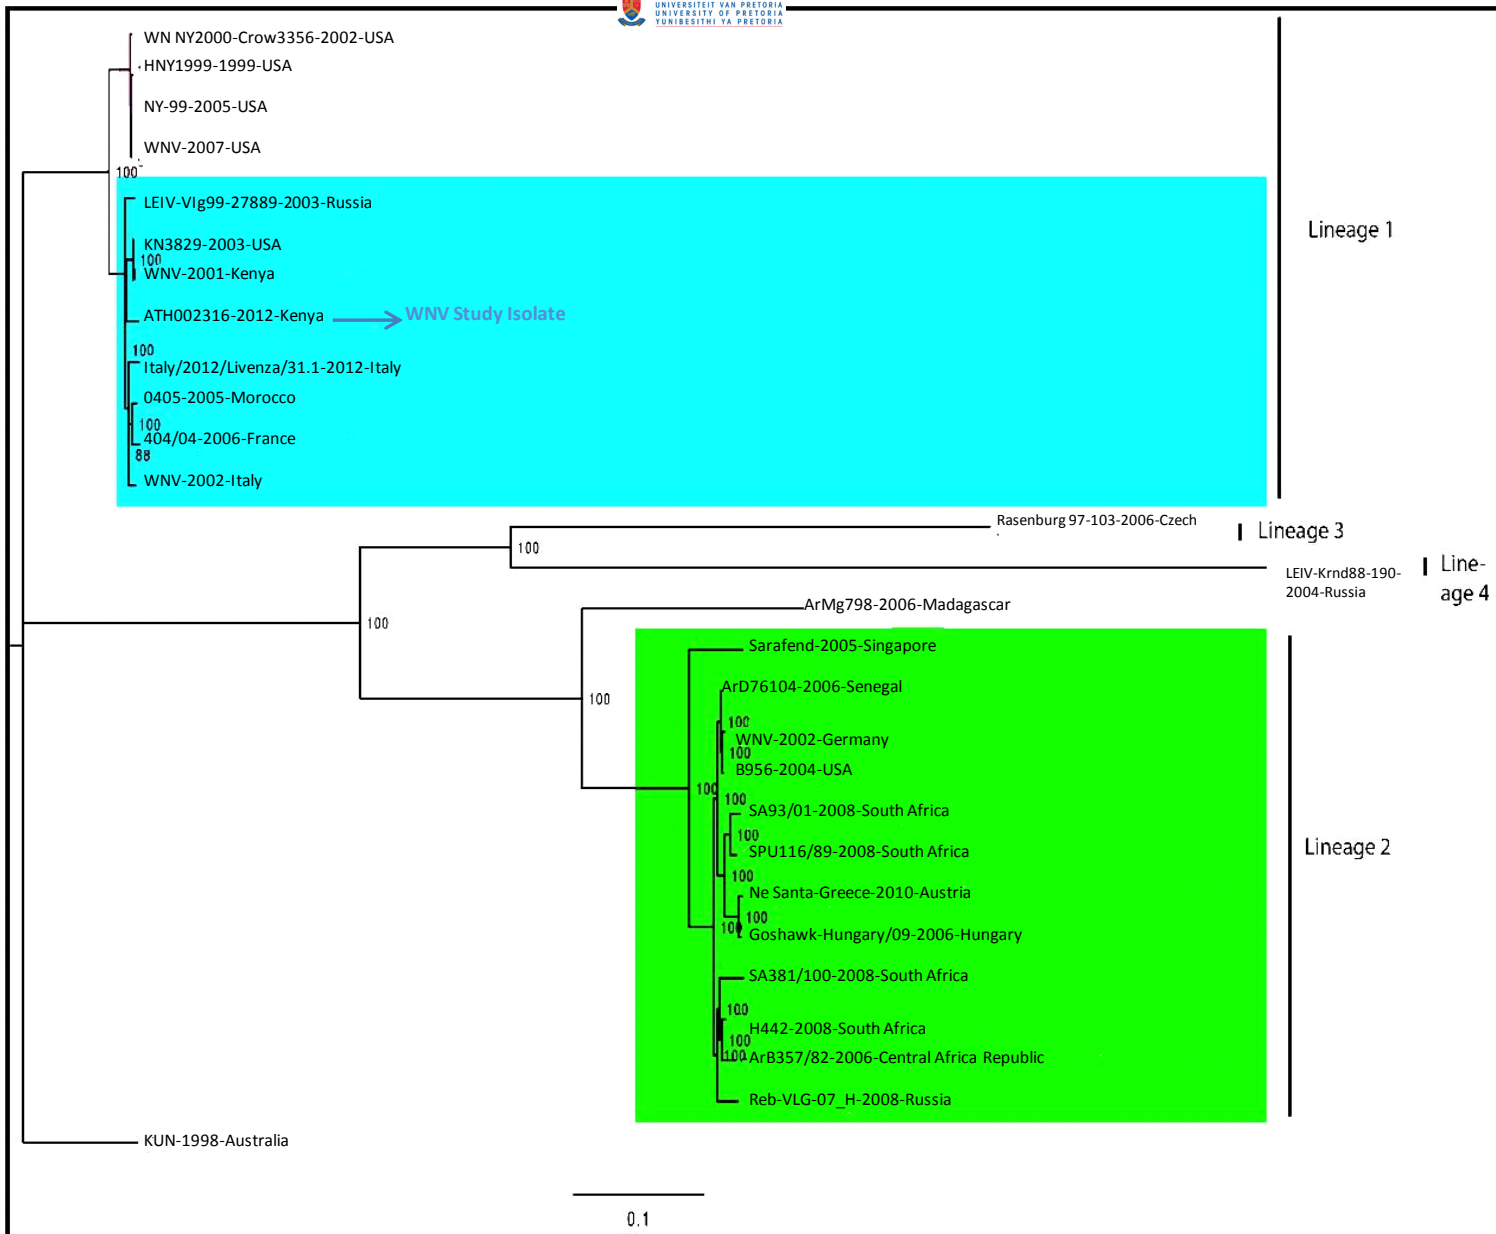 UNIVERSITEIT VAN PRETORIA
UNIVERSITY OF PRETORIA
YUNIBESITHI YA PRETORIA
WN NY2000-Crow3356-2002-USA
HNY1999-1999-USA
NY-99-2005-USA
WNV-2007-USA
100
LEIV-Vlg99-27889-2003-Russia
Lineage 1
KN3829-2003-USA
100
WNV-2001-Kenya
ATH002316-2012-Kenya
WNV Study Isolate
100
Italy/2012/Livenza/31.1-2012-Italy
0405-2005-Morocco
100
404/04-2006-France
88
WNV-2002-Italy
Rasenburg 97-103-2006-Czech
Lineage 3
100
LEIV-Krnd88-190-
2004-Russia
Line-
age 4
ArMg798-2006-Madagascar
100
Sarafend-2005-Singapore
ArD76104-2006-Senegal
100
100
WNV-2002-Germany
100
B956-2004-USA
100
100
SA93/01-2008-South Africa
100
SPU116/89-2008-South Africa
Lineage 2
100
Ne Santa-Greece-2010-Austria
100
100
Goshawk-Hungary/09-2006-Hungary
SA381/100-2008-South Africa
100
H442-2008-South Africa
100
100
ArB357/82-2006-Central Africa Republic
Reb-VLG-07_H-2008-Russia
KUN-1998-Australia
0.1